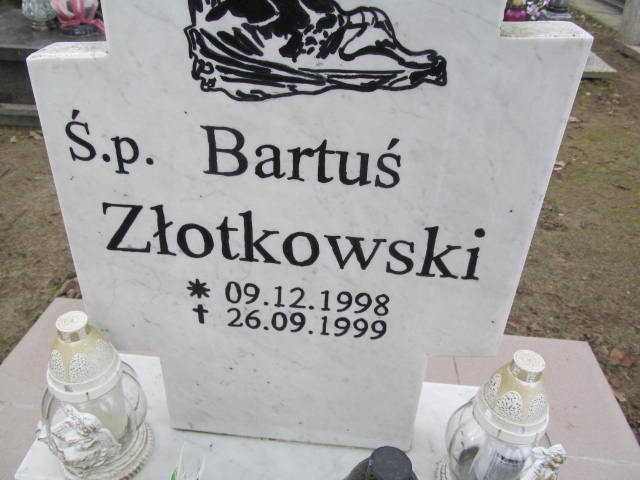 Ś.p. Bartuś
Złotkowski
* 09.12.1998
† 26.09.1999